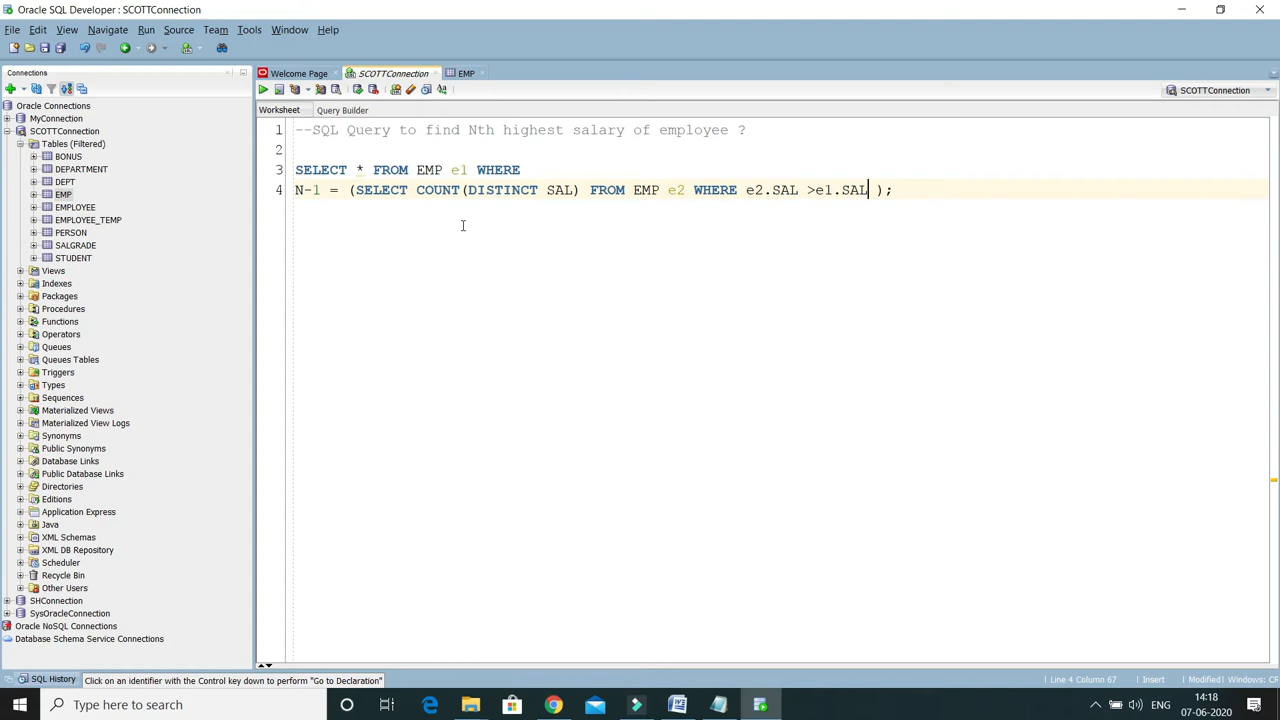 Oracle SQL Developer : SCOTTConnection
File Edit View Navigate Run Source Team Tools Window Help
Connections
Welcome Page SCOTTConnection EMP
SCOTTConnection
Worksheet Query Builder
Oracle Connections
MyConnection
SCOTTConnection
Tables (Filtered)
BONUS
DEPARTMENT
DEPT
EMP
EMPLOYEE
EMPLOYEE_TEMP
PERSON
SALGRADE
STUDENT
Views
Indexes
Packages
Procedures
Functions
Operators
Queues
Queues Tables
Triggers
Types
Sequences
Materialized Views
Materialized View Logs
Synonyms
Public Synonyms
Database Links
Public Database Links
Directories
Editions
Application Express
Java
XML Schemas
XML DB Repository
Scheduler
Recycle Bin
Other Users
SHConnection
SysOracleConnection
Oracle NoSQL Connections
Database Schema Service Connections
1 --SQL Query to find Nth highest salary of employee ?
2
3 SELECT * FROM EMP e1 WHERE
4 N-1 = (SELECT COUNT(DISTINCT SAL) FROM EMP e2 WHERE e2.SAL >e1.SAL );
SQL History Click on an identifier with the Control key down to perform "Go to Declaration" Line 4 Column 67 Insert Modified Windows: CR
Type here to search
ENG
14:18
07-06-2020